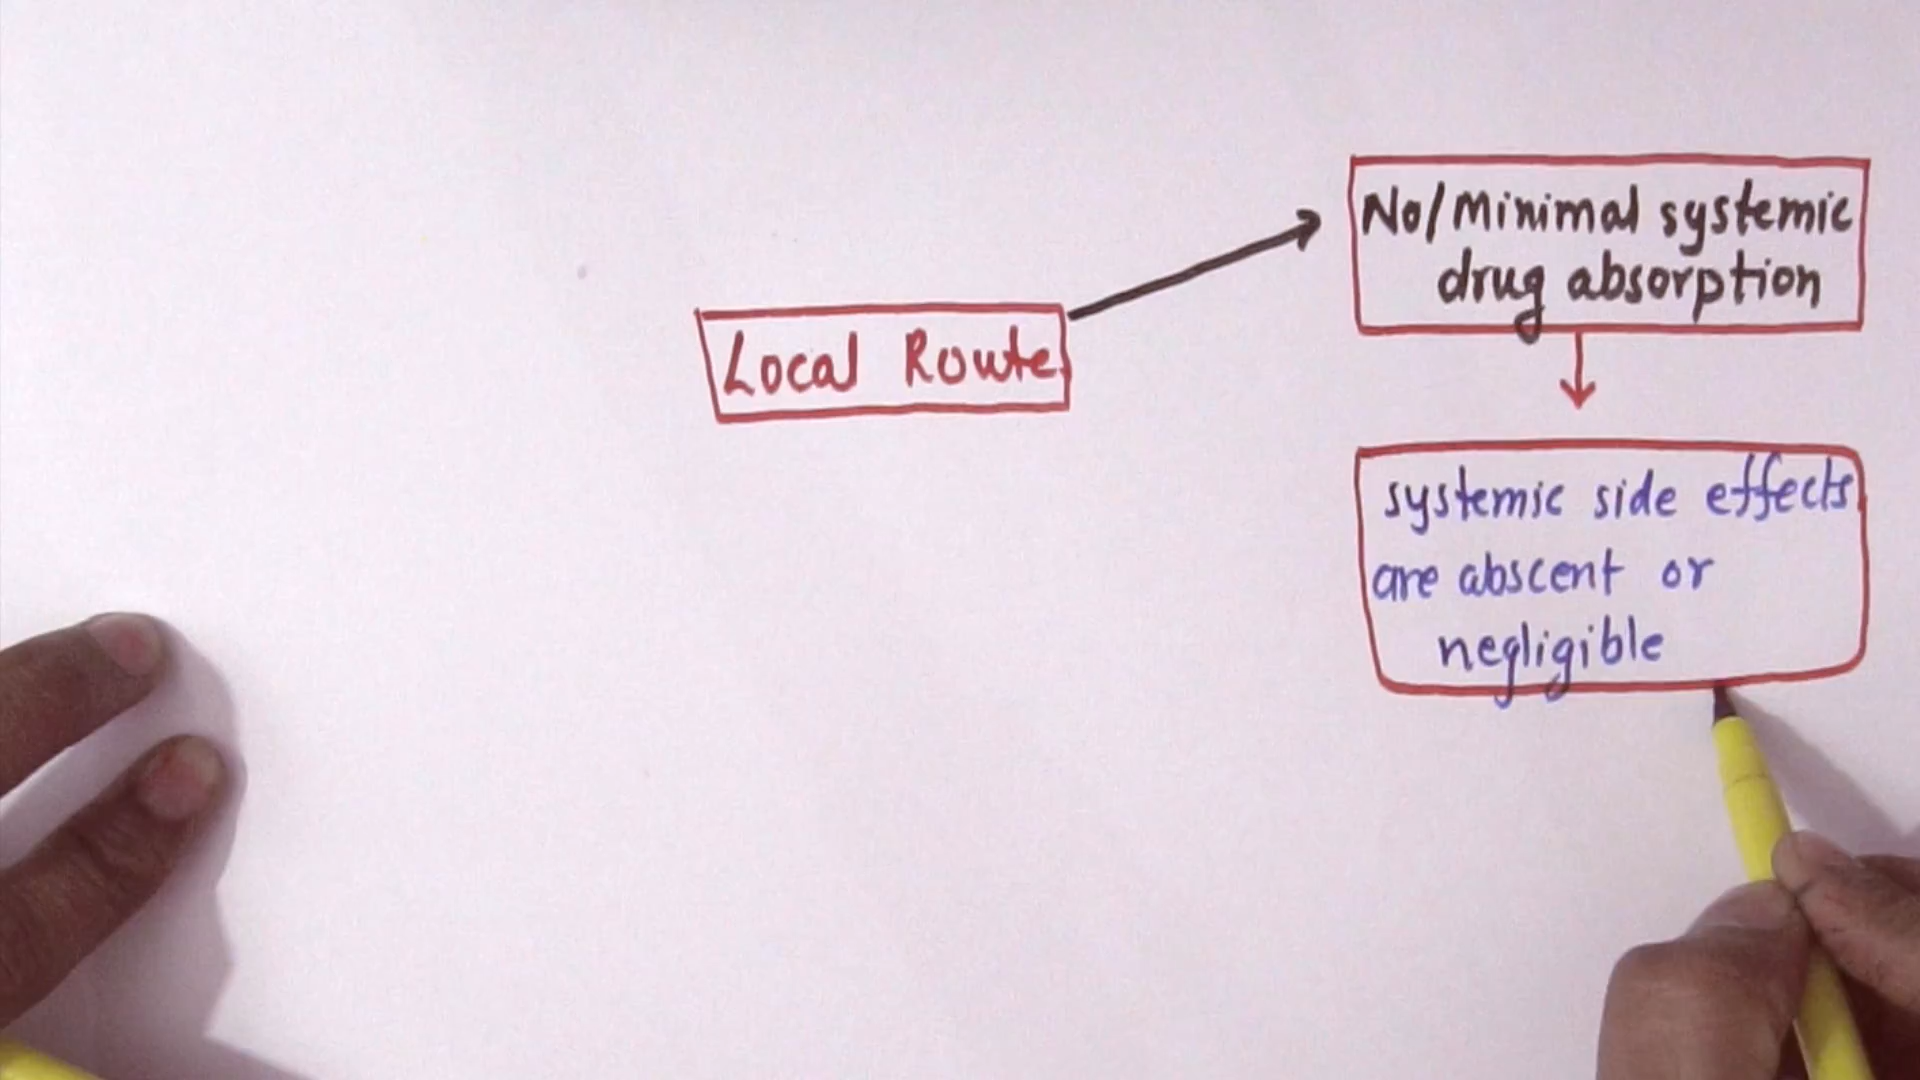 Local Route
No/Minimal systemic
drug absorption
systemic side effects
are abscent or
negligible